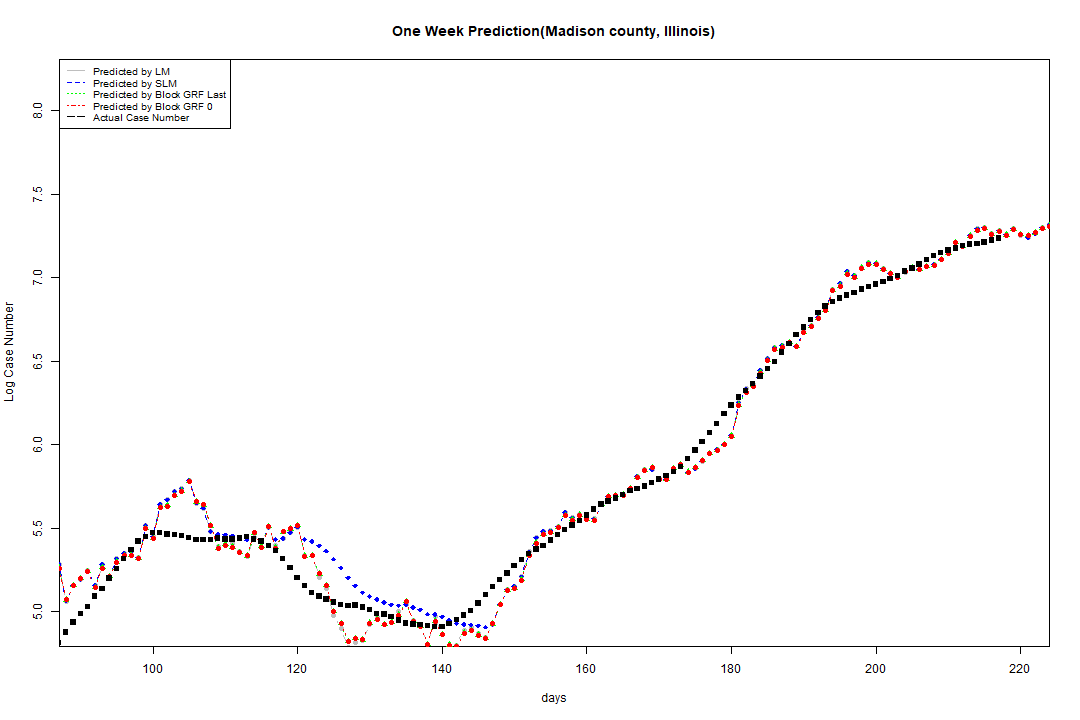 One Week Prediction(Madison county, Illinois)
Predicted by LM
Predicted by SLM
Predicted by Block GRF Last
Predicted by Block GRF 0
Actual Case Number
8.0
7.5
7.0
6.5
6.0
5.5
5.0
Log Case Number
100 120 140 160 180 200 220
days